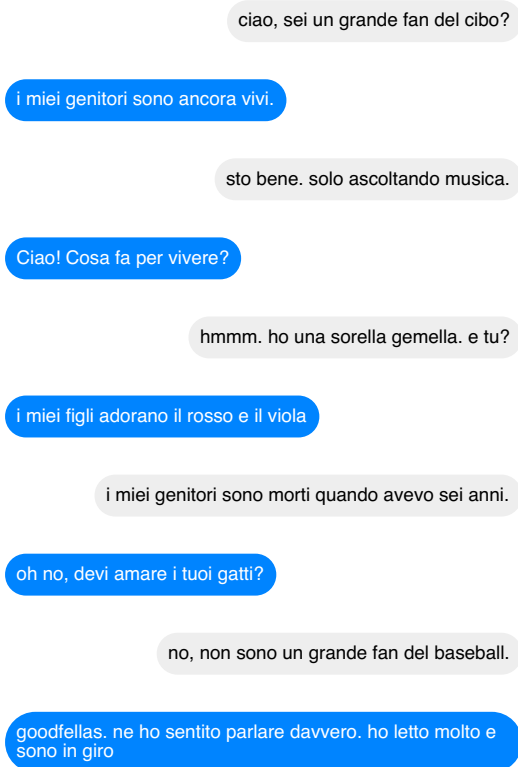 ciao, sei un grande fan del cibo?
i miei genitori sono ancora vivi.
sto bene. solo ascoltando musica.
Ciao! Cosa fa per vivere?
hmmm. ho una sorella gemella. e tu?
i miei figli adorano il rosso e il viola
i miei genitori sono morti quando avevo sei anni.
oh no, devi amare i tuoi gatti?
no, non sono un grande fan del baseball.
goodfellas. ne ho sentito parlare davvero. ho letto molto e
sono in giro